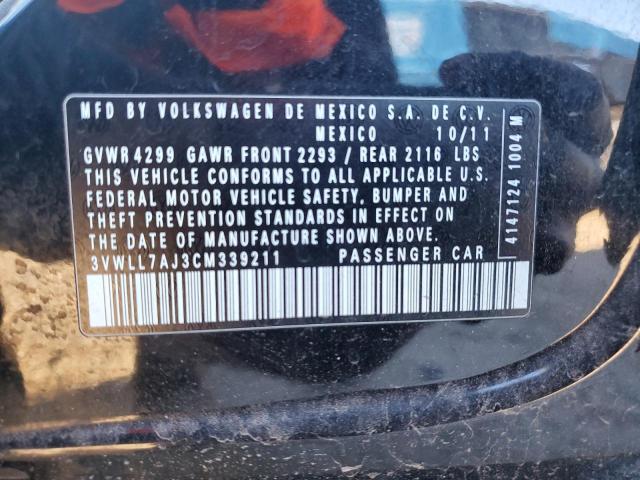 MFD BY VOLKSWAGEN DE MEXICO S.A. DE C.V.
MEXICO 10/11
GVWR 4299 GAWR FRONT 2293 / REAR 2116 LBS
THIS VEHICLE CONFORMS TO ALL APPLICABLE U.S.
FEDERAL MOTOR VEHICLE SAFETY, BUMPER AND
THEFT PREVENTION STANDARDS IN EFFECT ON
THE DATE OF MANUFACTURE SHOWN ABOVE.
3VWLL7AJ3CM339211 PASSENGER CAR
4147124 1004 M